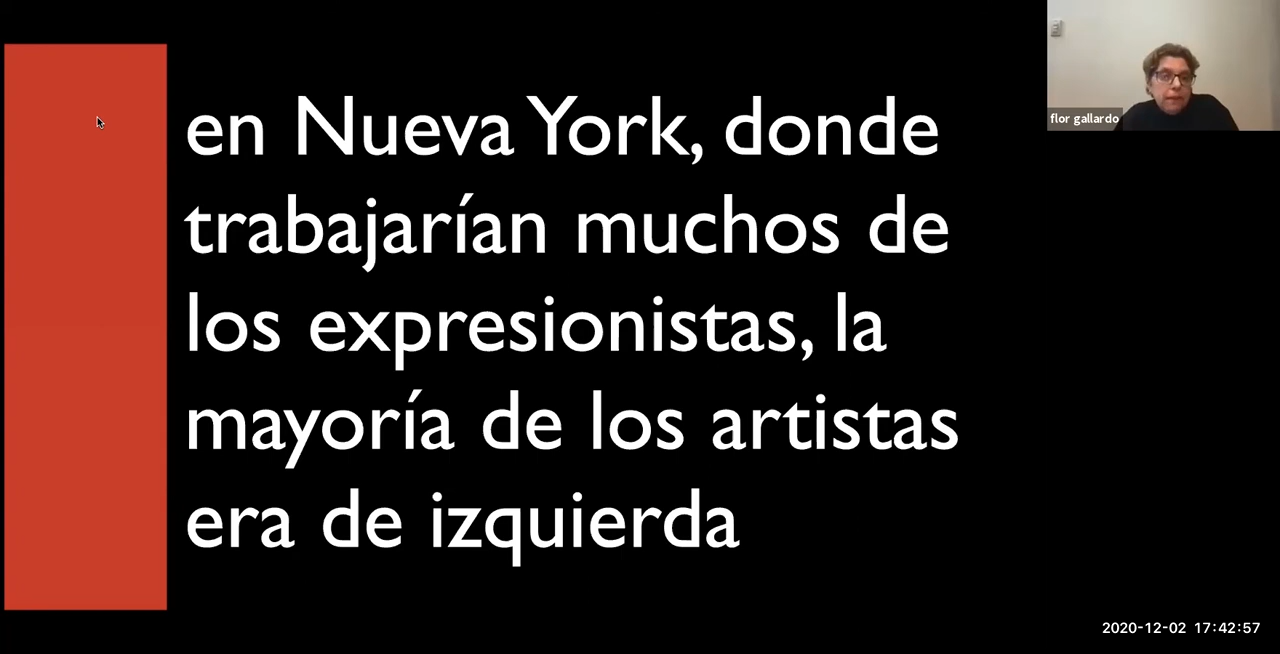 en Nueva York, donde
trabajarían muchos de
los expresionistas, la
mayoría de los artistas
era de izquierda
flor gallardo
2020-12-02 17:42:57